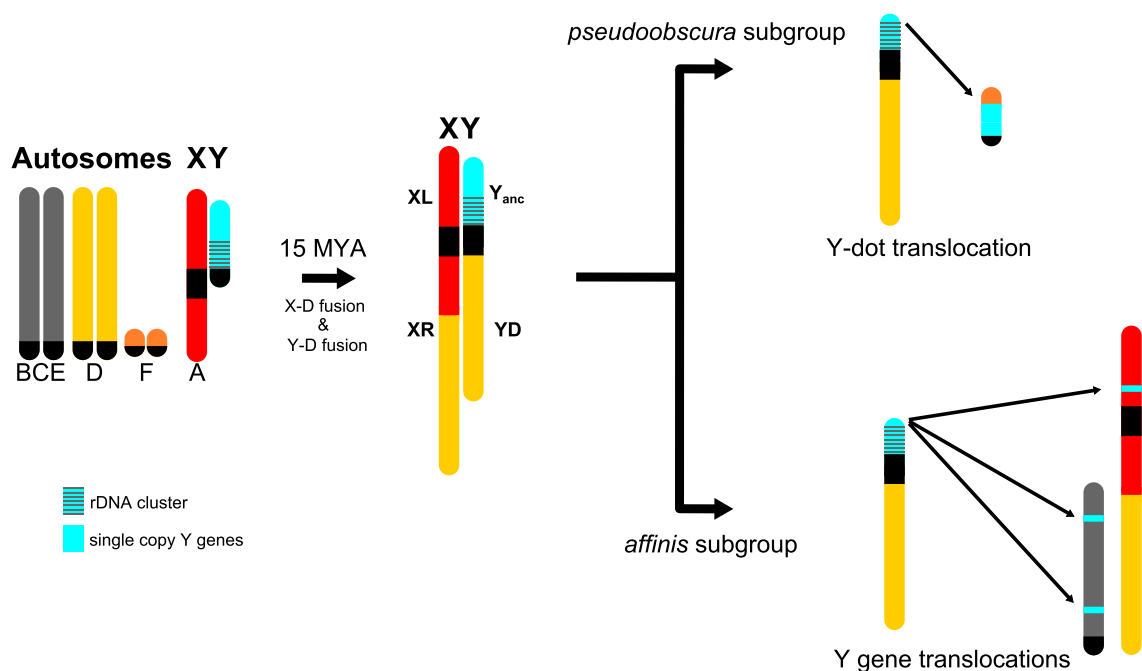 Autosomes XY
BCE D F A
15 MYA
X-D fusion
&
Y-D fusion
XY
XL
Yanc
XR
YD
rDNA cluster
single copy Y genes
pseudoobscura subgroup
Y-dot translocation
affinis subgroup
Y gene translocations